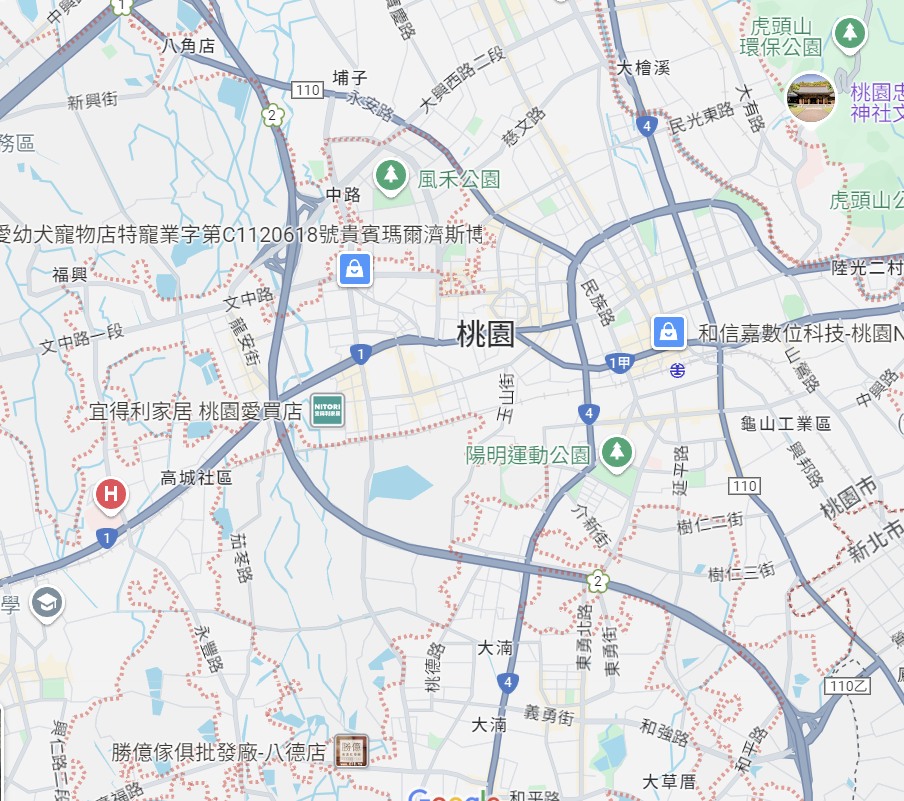 中興
1
八角店
埔子
110
永安路
大興西路二段
慈文路
大檜溪
虎頭山
環保公園
新興街
2
4
民光東路
大有路
桃園忠
神社文
務區
風禾公園
中路
虎頭山公
愛幼犬寵物店特寵業字第C1120618號貴賓瑪爾濟斯博
福興
文中路
文中路一段
龍安街
民族路
陸光二村
桃園
1
1甲
和信嘉數位科技-桃園N
玉山街
4
中興路
NITORI
宜得利家居 桃園愛買店
龜山工業區
陽明運動公園
延平路
興邦路
高城社區
H
110
桃園市
新北市
1
介新街
樹仁二街
茄苳路
2
樹仁三街
學
永豐路
大湳
東勇北路
東勇街
桃德路
4
110乙
義勇街
大湳
和強路
和平路
興仁路二段
勝億傢俱批發廠-八德店
勝億
大草厝
廣福路
Google
和平路